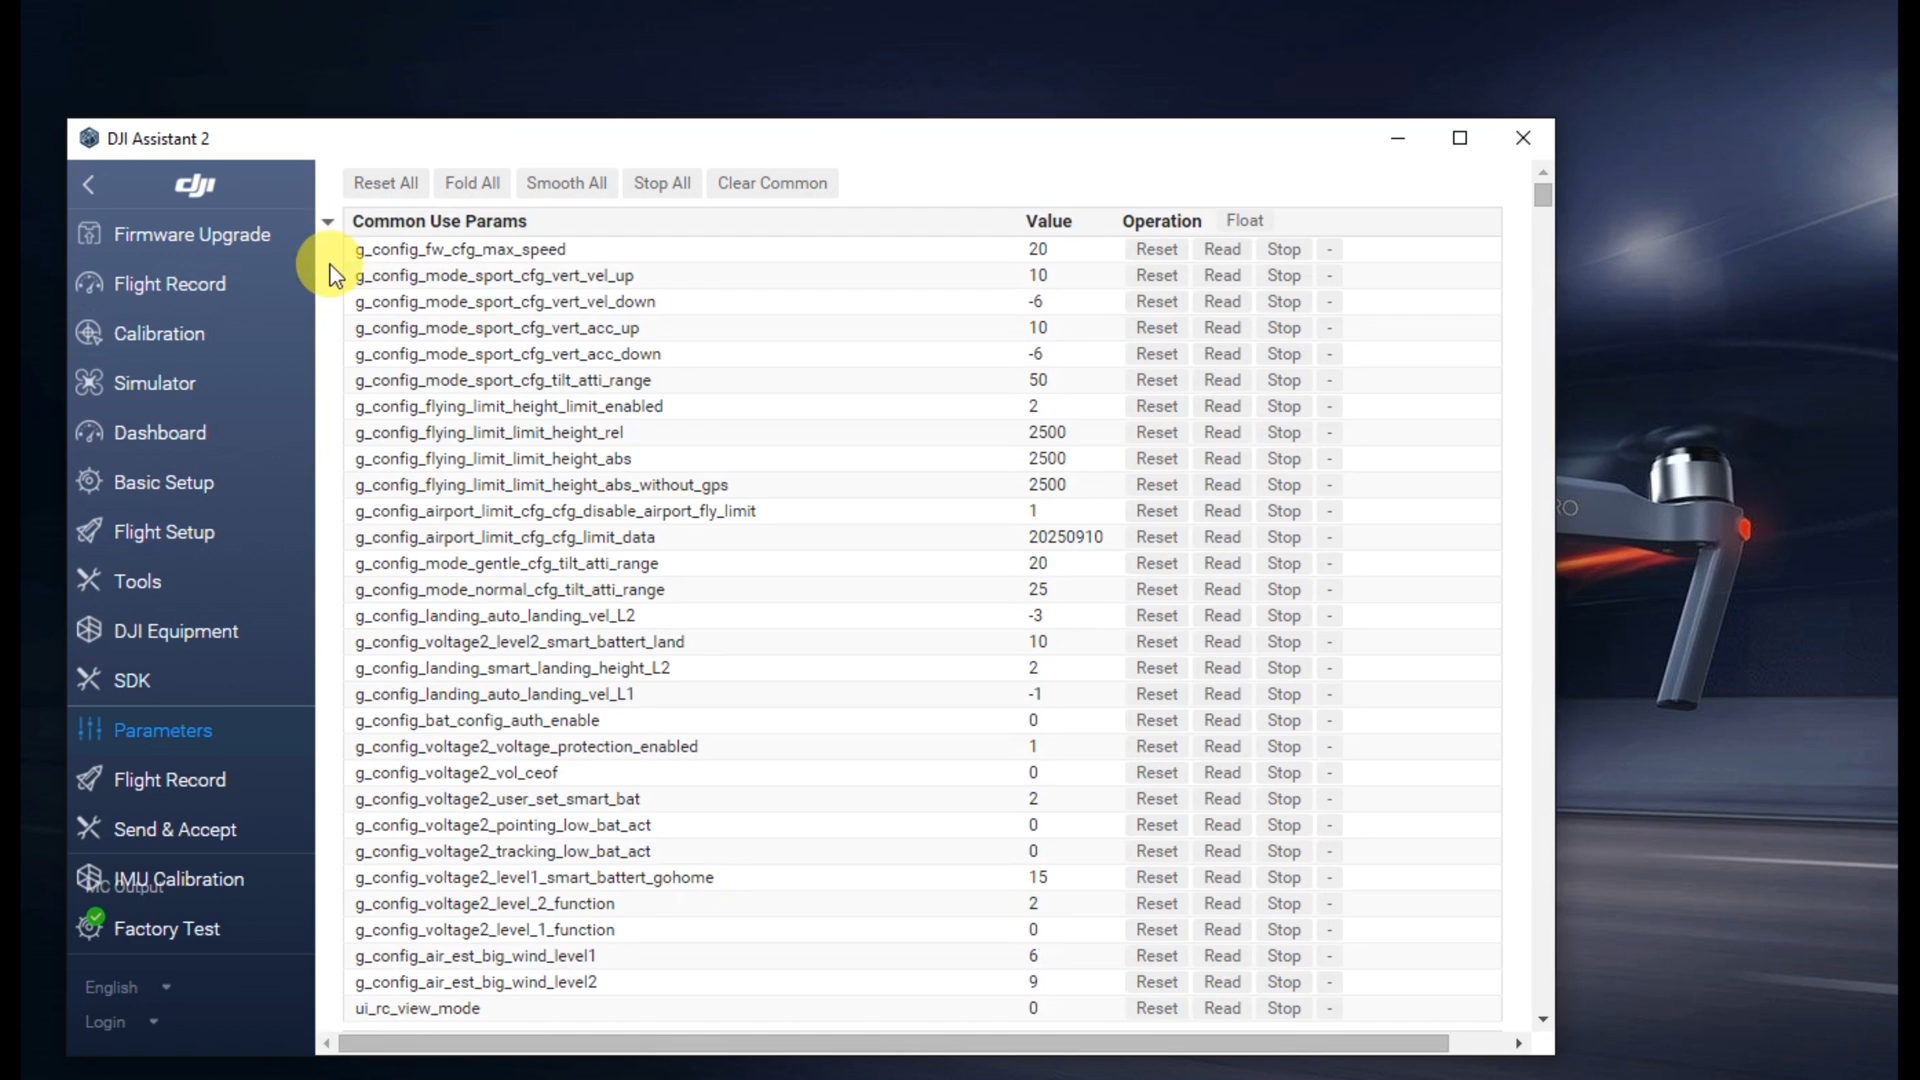 DJI Assistant 2
dji
Firmware Upgrade
Flight Record
Calibration
Simulator
Dashboard
Basic Setup
Flight Setup
Tools
DJI Equipment
SDK
Parameters
Flight Record
Send & Accept
IMU Calibration
MC Output
Factory Test
English
Login
Reset All Fold All Smooth All Stop All Clear Common
Common Use Params Value Operation Float
g_config_fw_cfg_max_speed 20 Reset Read Stop -
g_config_mode_sport_cfg_vert_vel_up 10 Reset Read Stop -
g_config_mode_sport_cfg_vert_vel_down -6 Reset Read Stop -
g_config_mode_sport_cfg_vert_acc_up 10 Reset Read Stop -
g_config_mode_sport_cfg_vert_acc_down -6 Reset Read Stop -
g_config_mode_sport_cfg_tilt_atti_range 50 Reset Read Stop -
g_config_flying_limit_height_limit_enabled 2 Reset Read Stop -
g_config_flying_limit_limit_height_rel 2500 Reset Read Stop -
g_config_flying_limit_limit_height_abs 2500 Reset Read Stop -
g_config_flying_limit_limit_height_abs_without_gps 2500 Reset Read Stop -
g_config_airport_limit_cfg_cfg_disable_airport_fly_limit 1 Reset Read Stop -
g_config_airport_limit_cfg_cfg_limit_data 20250910 Reset Read Stop -
g_config_mode_gentle_cfg_tilt_atti_range 20 Reset Read Stop -
g_config_mode_normal_cfg_tilt_atti_range 25 Reset Read Stop -
g_config_landing_auto_landing_vel_L2 -3 Reset Read Stop -
g_config_voltage2_level2_smart_battert_land 10 Reset Read Stop -
g_config_landing_smart_landing_height_L2 2 Reset Read Stop -
g_config_landing_auto_landing_vel_L1 -1 Reset Read Stop -
g_config_bat_config_auth_enable 0 Reset Read Stop -
g_config_voltage2_voltage_protection_enabled 1 Reset Read Stop -
g_config_voltage2_vol_ceof 0 Reset Read Stop -
g_config_voltage2_user_set_smart_bat 2 Reset Read Stop -
g_config_voltage2_pointing_low_bat_act 0 Reset Read Stop -
g_config_voltage2_tracking_low_bat_act 0 Reset Read Stop -
g_config_voltage2_level1_smart_battert_gohome 15 Reset Read Stop -
g_config_voltage2_level_2_function 2 Reset Read Stop -
g_config_voltage2_level_1_function 0 Reset Read Stop -
g_config_air_est_big_wind_level1 6 Reset Read Stop -
g_config_air_est_big_wind_level2 9 Reset Read Stop -
ui_rc_view_mode 0 Reset Read Stop -
RO